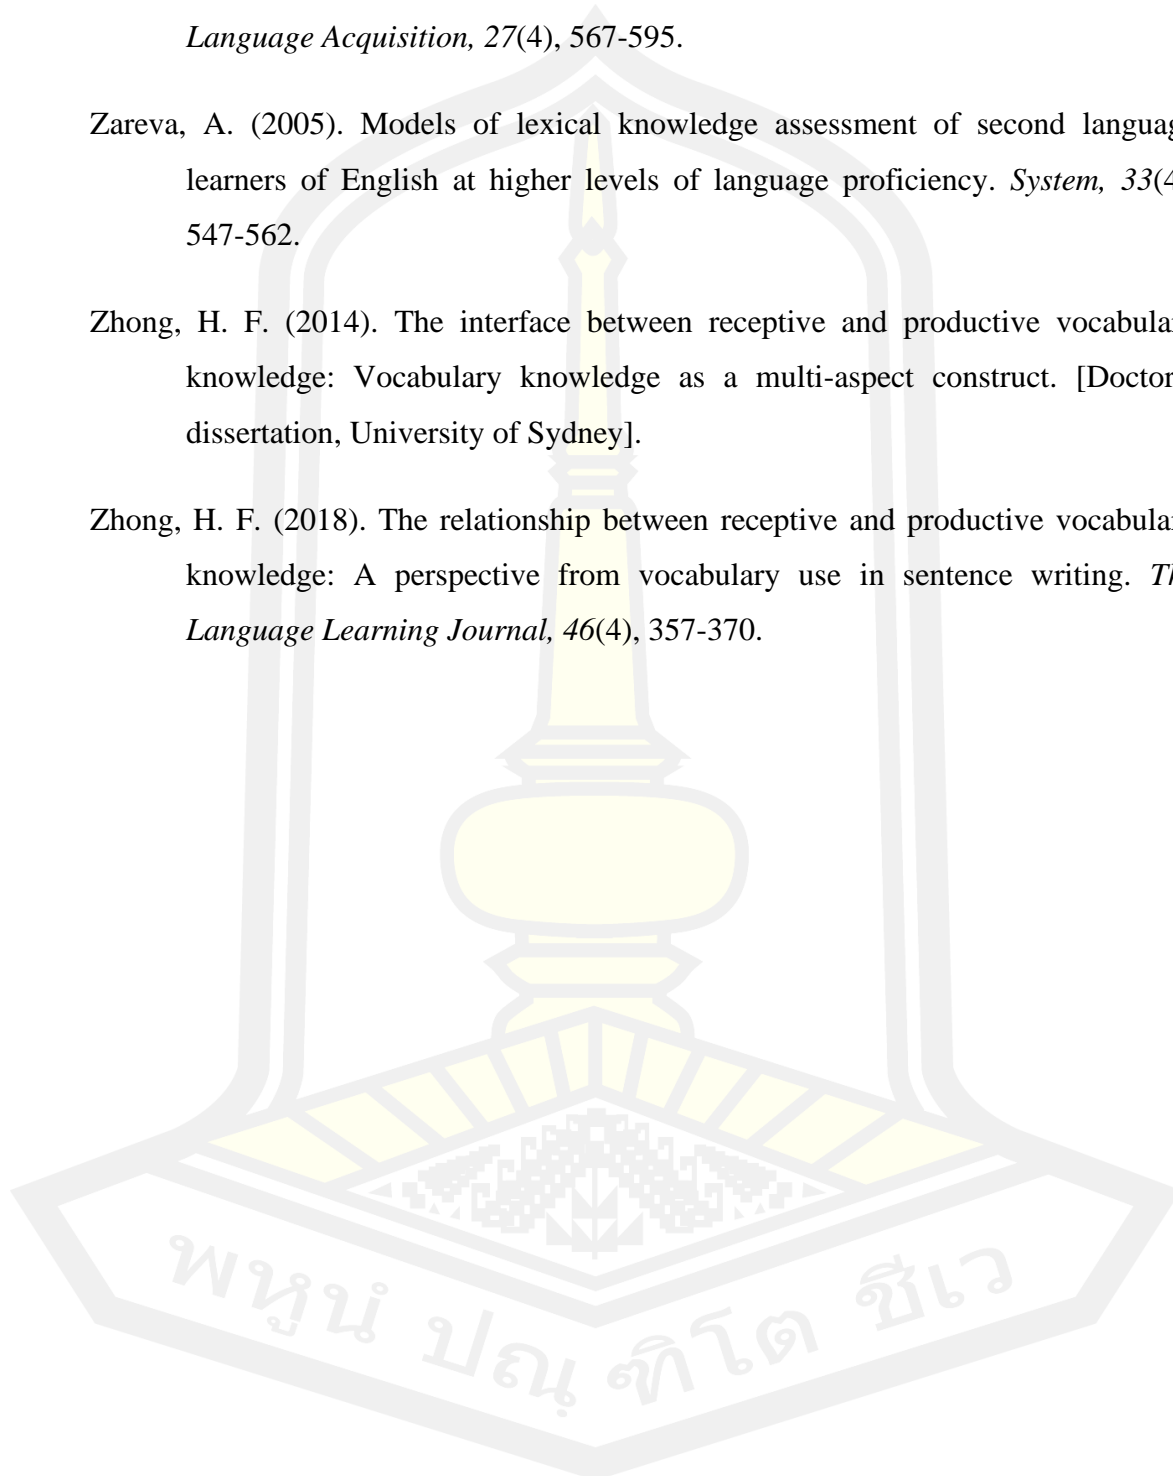 Language Acquisition, 27(4), 567-595.
Zareva, A. (2005). Models of lexical knowledge assessment of second languag
learners of English at higher levels of language proficiency. System, 33(4
547-562.
Zhong, H. F. (2014). The interface between receptive and productive vocabular
knowledge: Vocabulary knowledge as a multi-aspect construct. [Doctor
dissertation, University of Sydney].
Zhong, H. F. (2018). The relationship between receptive and productive vocabular
knowledge: A perspective from vocabulary use in sentence writing. Th
Language Learning Journal, 46(4), 357-370.
พหูนํ ปณฺ ฑิโต ชีเว